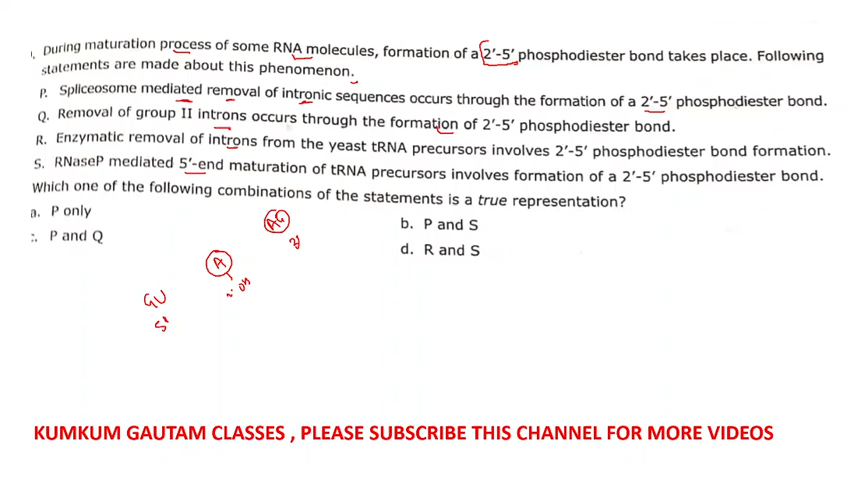 During maturation process of some RNA molecules, formation of a 2’-5’ phosphodiester bond takes place. Following
statements are made about this phenomenon.
P. Spliceosome mediated removal of intronic sequences occurs through the formation of a 2’-5’ phosphodiester bond.
Q. Removal of group II introns occurs through the formation of 2’-5’ phosphodiester bond.
R. Enzymatic removal of introns from the yeast tRNA precursors involves 2’-5’ phosphodiester bond formation.
S. RNaseP mediated 5’-end maturation of tRNA precursors involves formation of a 2’-5’ phosphodiester bond.
Which one of the following combinations of the statements is a true representation?
a. P only
b. P and S
P and Q
d. R and S
AG
A
GU
5'
KUMKUM GAUTAM CLASSES , PLEASE SUBSCRIBE THIS CHANNEL FOR MORE VIDEOS